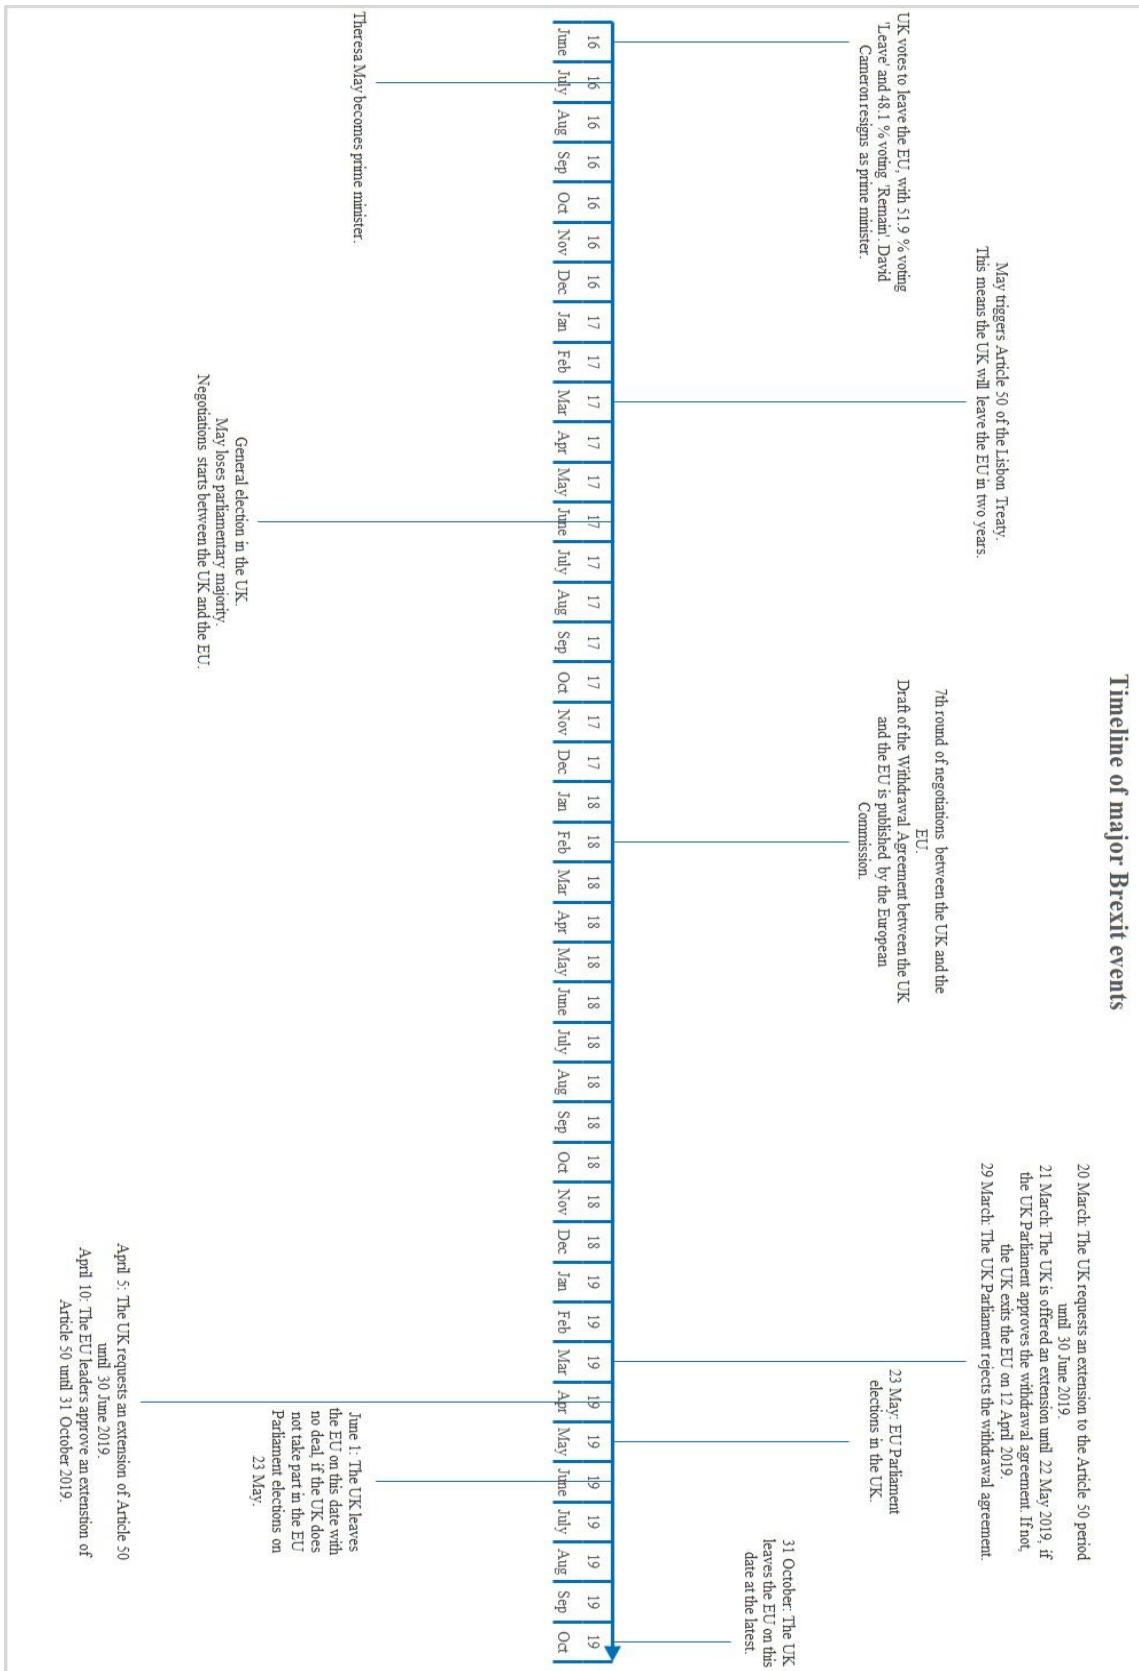 Timeline of major Brexit events
20 March: The UK requests an extension to the Article 50 period
until 30 June 2019.
21 March: The UK is offered an extension until 22 May 2019, if
the UK Parliament approves the withdrawal agreement. If not,
the UK exits the EU on 12 April 2019.
29 March: The UK Parliament rejects the withdrawal agreement.
May triggers Article 50 of the Lisbon Treaty.
This means the UK will leave the EU in two years.
7th round of negotiations between the UK and the
EU.
Draft of the Withdrawal Agreement between the UK
and the EU is published by the European
Commission.
UK votes to leave the EU, with 51.9 % voting
'Leave' and 48.1 % voting 'Remain'. David
Cameron resigns as prime minister.
23 May: EU Parliament
elections in the UK.
31 October: The UK
leaves the EU on this
date at the latest.
16 16 16 16 16 16 16 17 17 17 17 17 17 17 17 17 17 17 17 18 18 18 18 18 18 18 18 18 18 18 18 19 19 19 19 19 19 19 19 19 19
June July Aug Sep Oct Nov Dec Jan Feb Mar Apr May June July Aug Sep Oct Nov Dec Jan Feb Mar Apr May June July Aug Sep Oct Nov Dec Jan Feb Mar Apr May June July Aug Sep Oct
Theresa May becomes prime minister.
General election in the UK.
May loses parliamentary majority.
Negotiations starts between the UK and the EU.
June 1: The UK leaves
the EU on this date with
no deal, if the UK does
not take part in the EU
Parliament elections on
23 May.
April 5: The UK requests an extension of Article 50
until 30 June 2019.
April 10: The EU leaders approve an extenstion of
Article 50 until 31 October 2019.